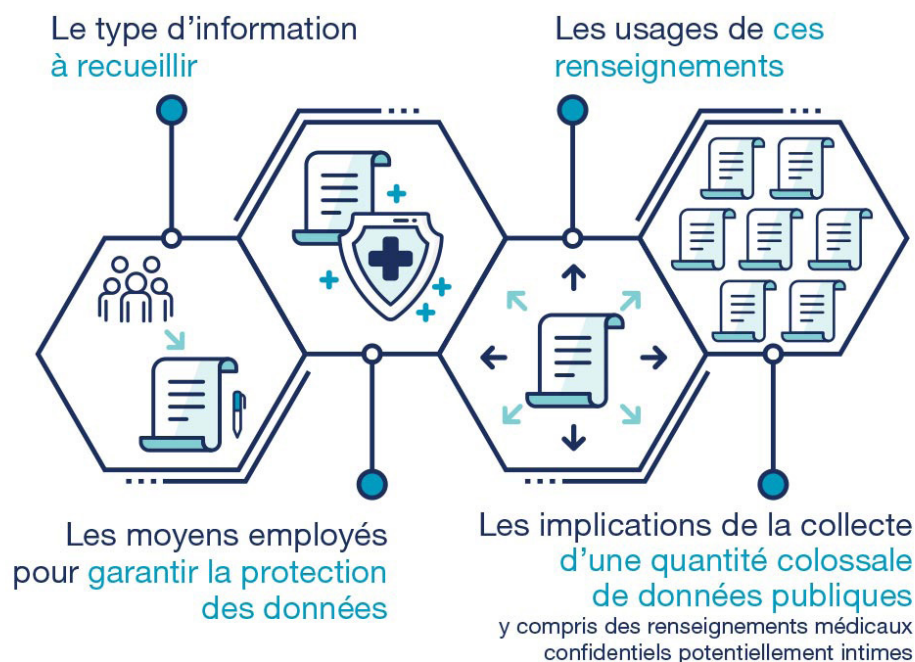 Le type d’information
à recueillir
Les usages de ces
renseignements
Les moyens employés
pour garantir la protection
des données
Les implications de la collecte
d’une quantité colossale
de données publiques
y compris des renseignements médicaux
confidentiels potentiellement intimes